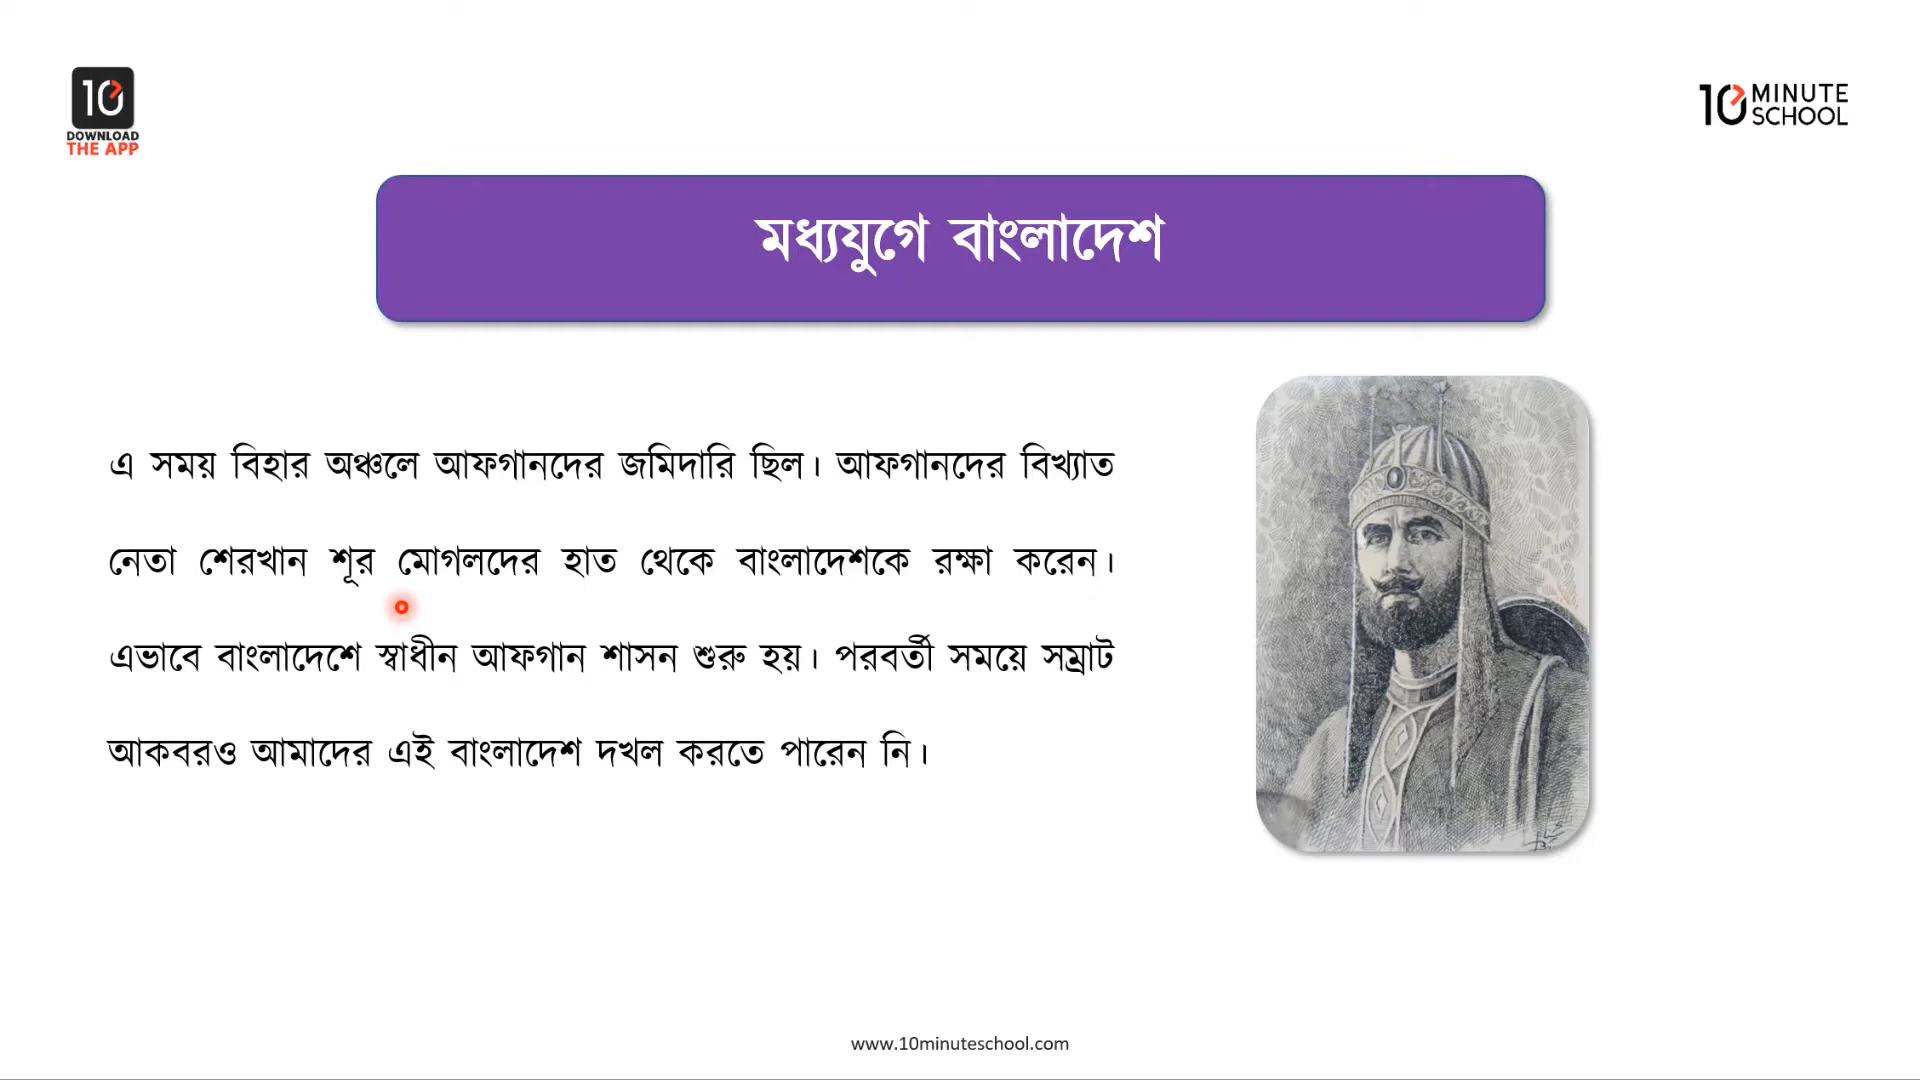 10
DOWNLOAD
THE APP
10 MINUTE
SCHOOL
মধ্যযুগে বাংলাদেশ
এ সময় বিহার অঞ্চলে আফগানদের জমিদারি ছিল। আফগানদের বিখ্যাত
নেতা শেরখান শূর মোগলদের হাত থেকে বাংলাদেশকে রক্ষা করেন।
এভাবে বাংলাদেশে স্বাধীন আফগান শাসন শুরু হয়। পরবর্তী সময়ে সম্রাট
আকবরও আমাদের এই বাংলাদেশ দখল করতে পারেন নি।
www.10minuteschool.com